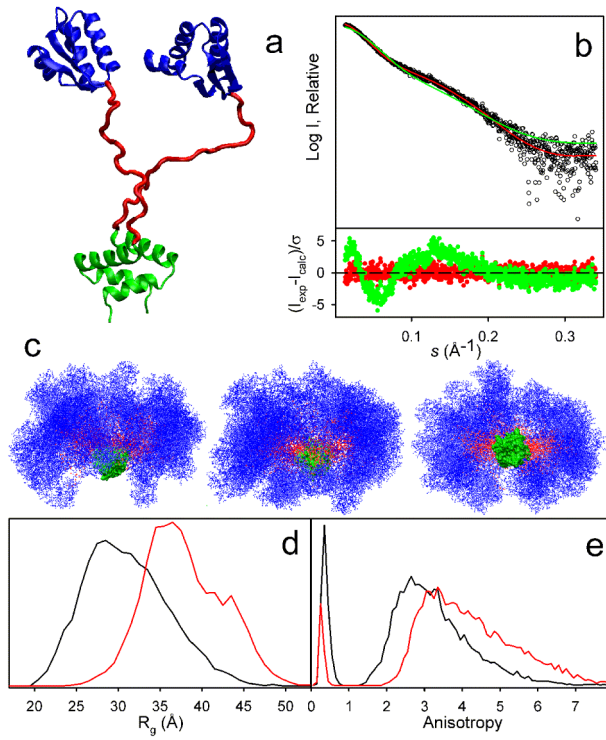 a
b
Log I, Relative
(I_exp-I_calc)/σ
5
0
-5
0.1 0.2 0.3
s (Å⁻¹)
c
d
e
20 25 30 35 40 45 50
0 1 2 3 4 5 6 7
R_g (Å)
Anisotropy